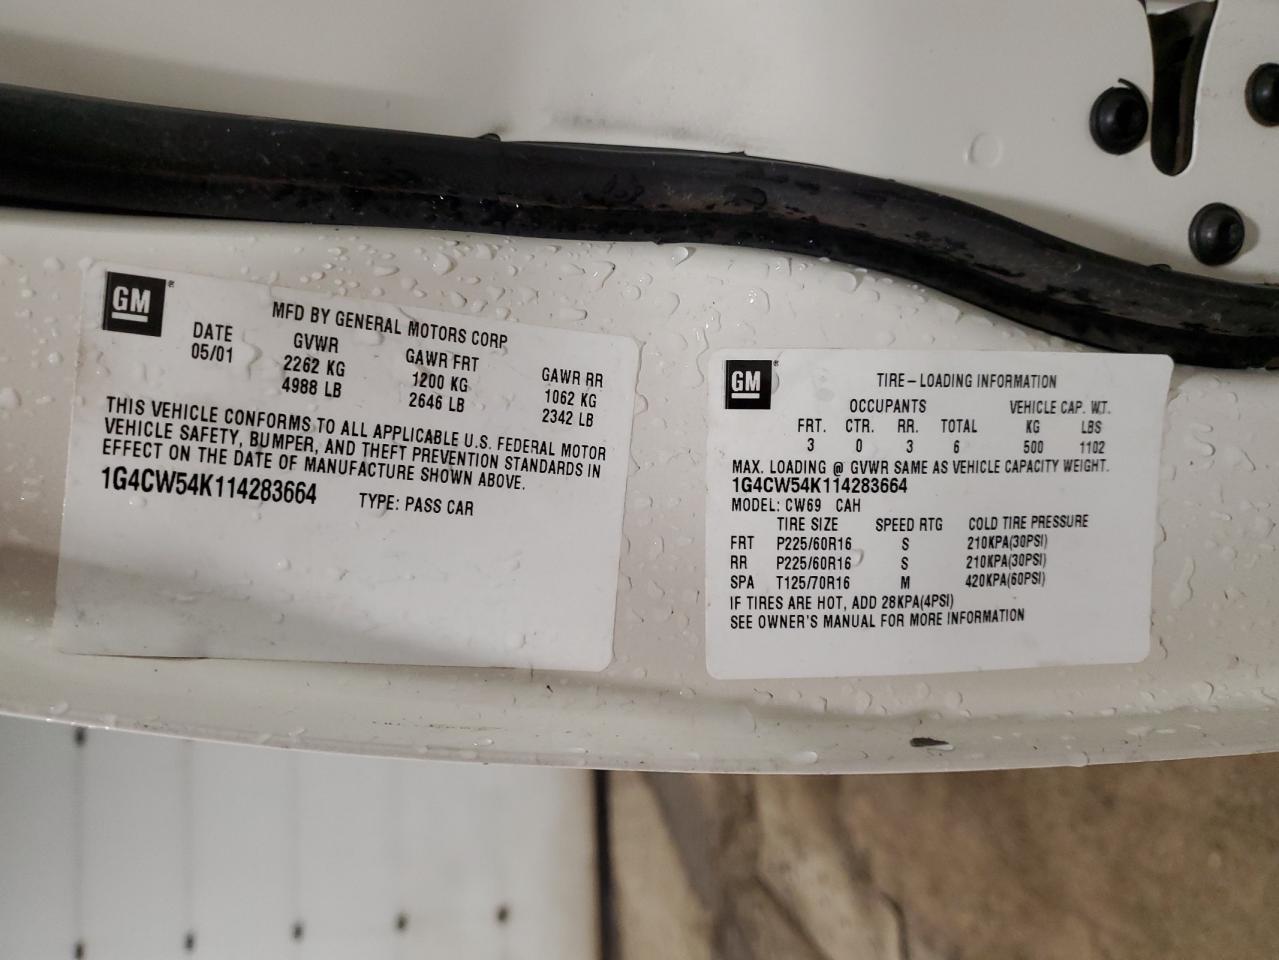 GM
MFD BY GENERAL MOTORS CORP
DATE GVWR GAWR FRT GAWR RR
05/01 2262 KG 1200 KG 1062 KG
4988 LB 2646 LB 2342 LB
THIS VEHICLE CONFORMS TO ALL APPLICABLE U.S. FEDERAL MOTOR
VEHICLE SAFETY, BUMPER, AND THEFT PREVENTION STANDARDS IN
EFFECT ON THE DATE OF MANUFACTURE SHOWN ABOVE.
1G4CW54K114283664 TYPE: PASS CAR
GM
TIRE-LOADING INFORMATION
OCCUPANTS VEHICLE CAP. WT.
FRT. CTR. RR. TOTAL KG LBS
3 0 3 6 500 1102
MAX. LOADING @ GVWR SAME AS VEHICLE CAPACITY WEIGHT.
1G4CW54K114283664
MODEL: CW69 CAH
TIRE SIZE SPEED RTG COLD TIRE PRESSURE
FRT P225/60R16 S 210KPA(30PSI)
RR P225/60R16 S 210KPA(30PSI)
SPA T125/70R16 M 420KPA(60PSI)
IF TIRES ARE HOT, ADD 28KPA(4PSI)
SEE OWNER'S MANUAL FOR MORE INFORMATION